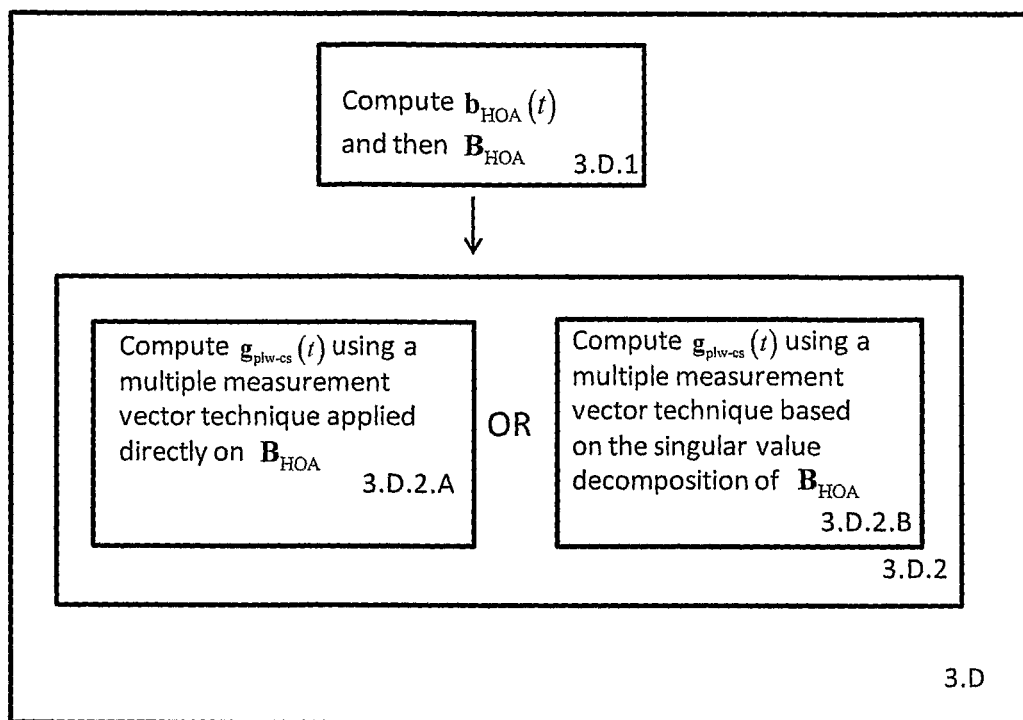 Compute b_HOA(t)
and then B_HOA
3.D.1
Compute g_plw-cs(t) using a
multiple measurement
vector technique applied
directly on B_HOA
3.D.2.A
OR
Compute g_plw-cs(t) using a
multiple measurement
vector technique based
on the singular value
decomposition of B_HOA
3.D.2.B
3.D.2
3.D